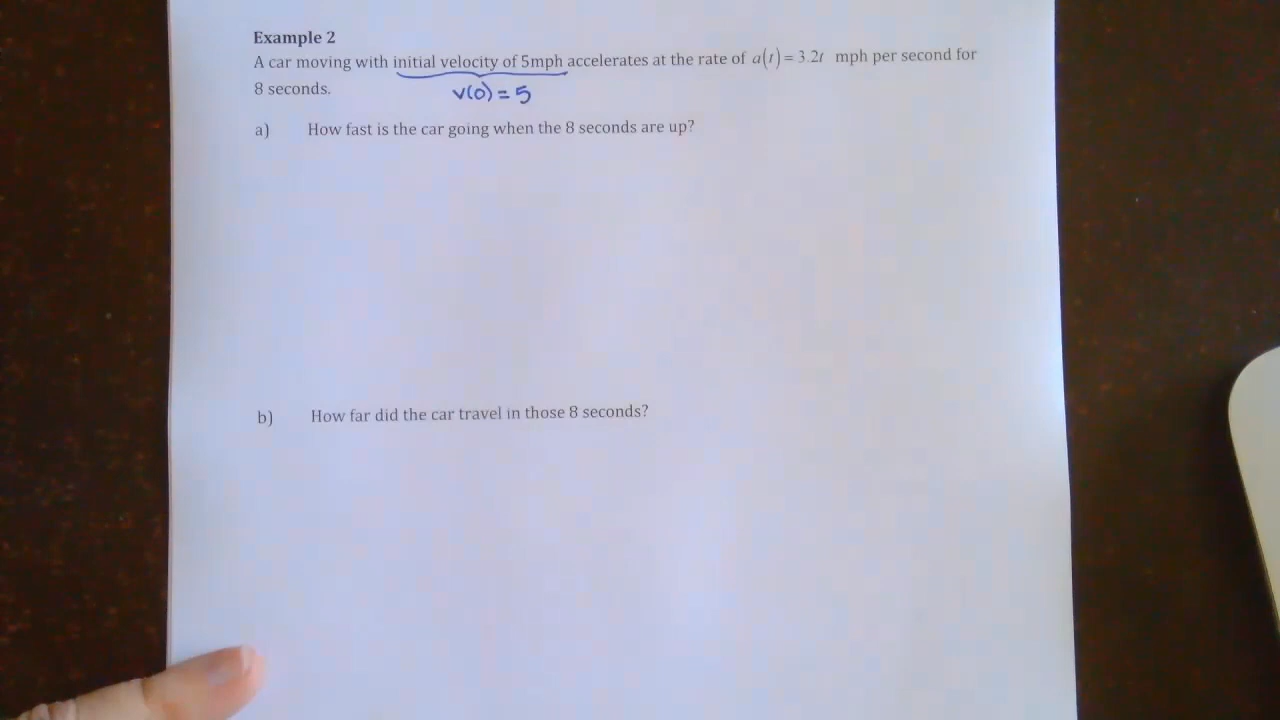 Example 2
A car moving with initial velocity of 5mph accelerates at the rate of a(t) = 3.2t mph per second for
8 seconds.
v(0) = 5
a) How fast is the car going when the 8 seconds are up?
b) How far did the car travel in those 8 seconds?